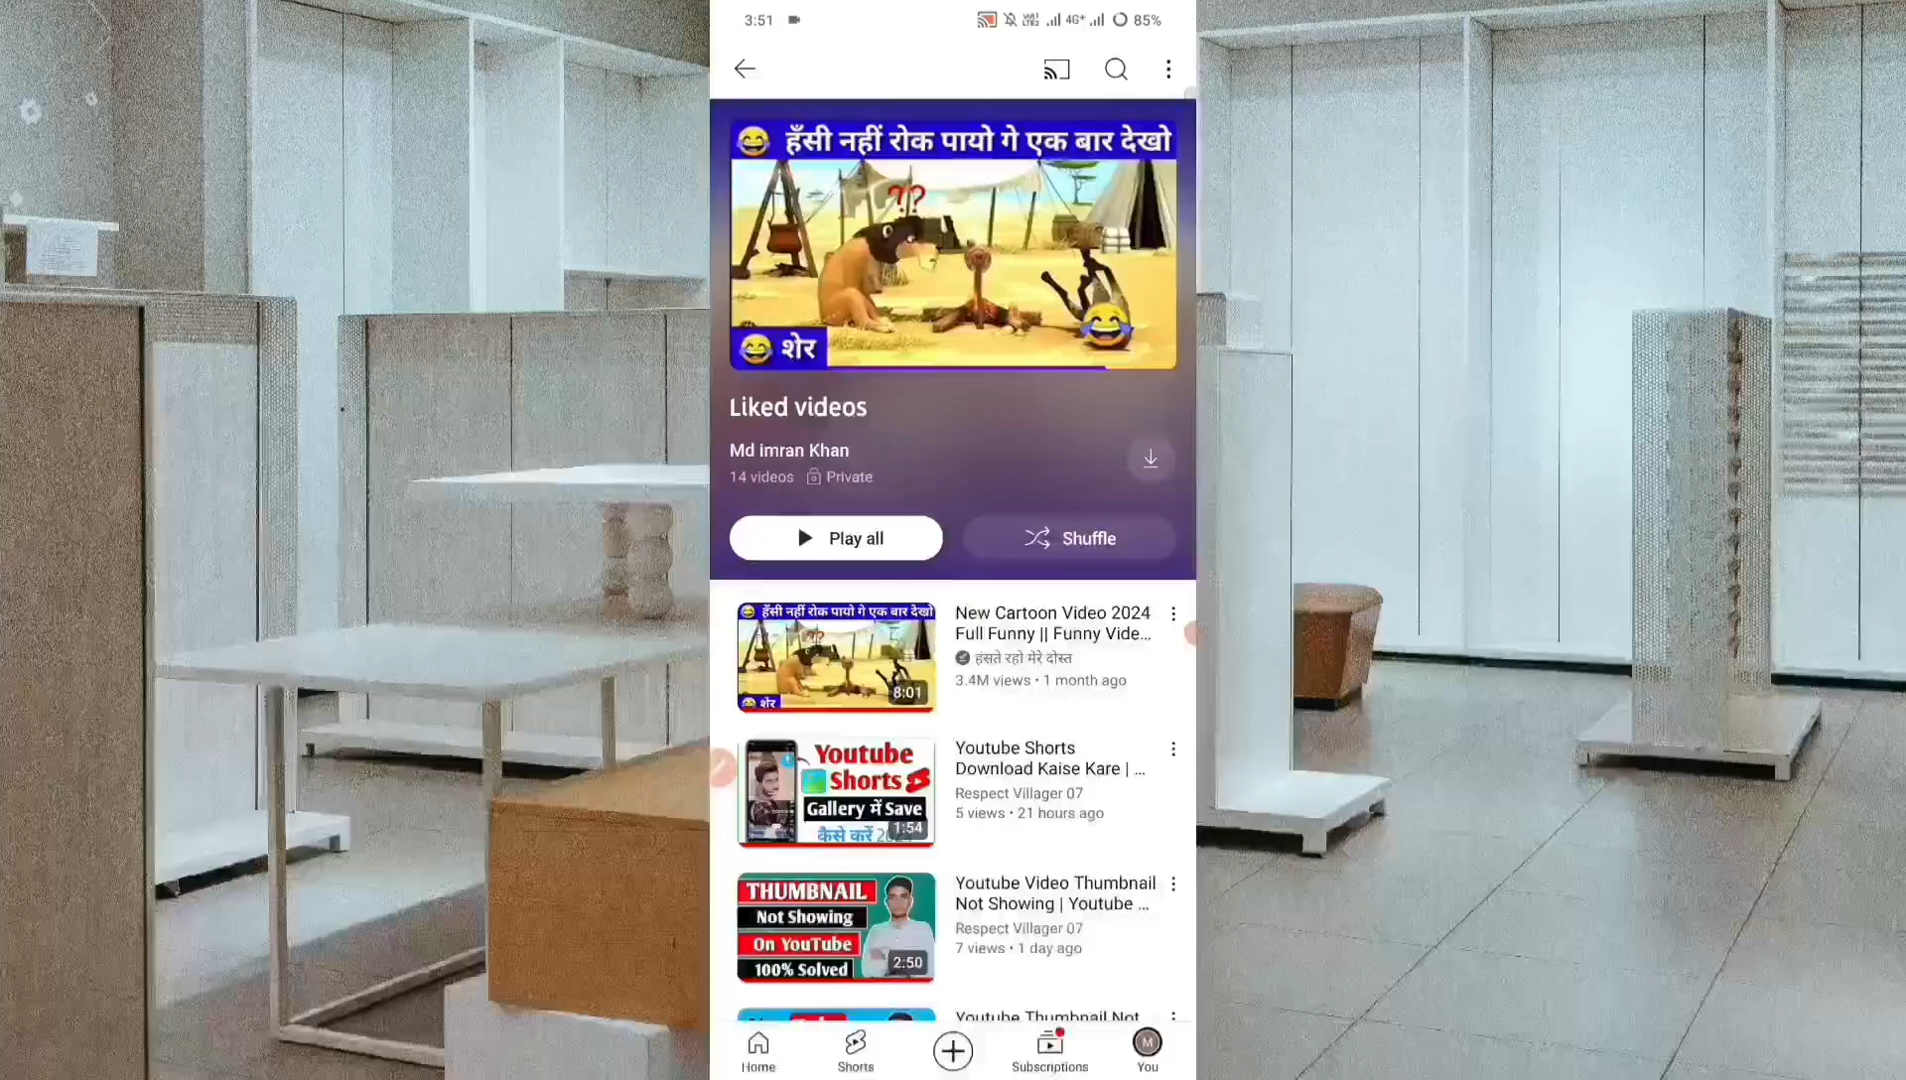 3:51
4G+
85%
😂 हँसी नहीं रोक पायो गे एक बार देखो
??
😂 शेर
Liked videos
Md imran Khan
14 videos Private
Play all
Shuffle
😂 हँसी नहीं रोक पायो गे एक बार देखो
??
😂 शेर
8:01
New Cartoon Video 2024
Full Funny || Funny Vide...
हंसते रहो मेरे दोस्त
3.4M views • 1 month ago
Youtube
Shorts
Gallery में Save
कैसे करें
1:54
Youtube Shorts
Download Kaise Kare | ...
Respect Villager 07
5 views • 21 hours ago
THUMBNAIL
Not Showing
On YouTube
100% Solved
2:50
Youtube Video Thumbnail
Not Showing | Youtube ...
Respect Villager 07
7 views • 1 day ago
Youtube Thumbnail Not
Home
Shorts
Subscriptions
M
You